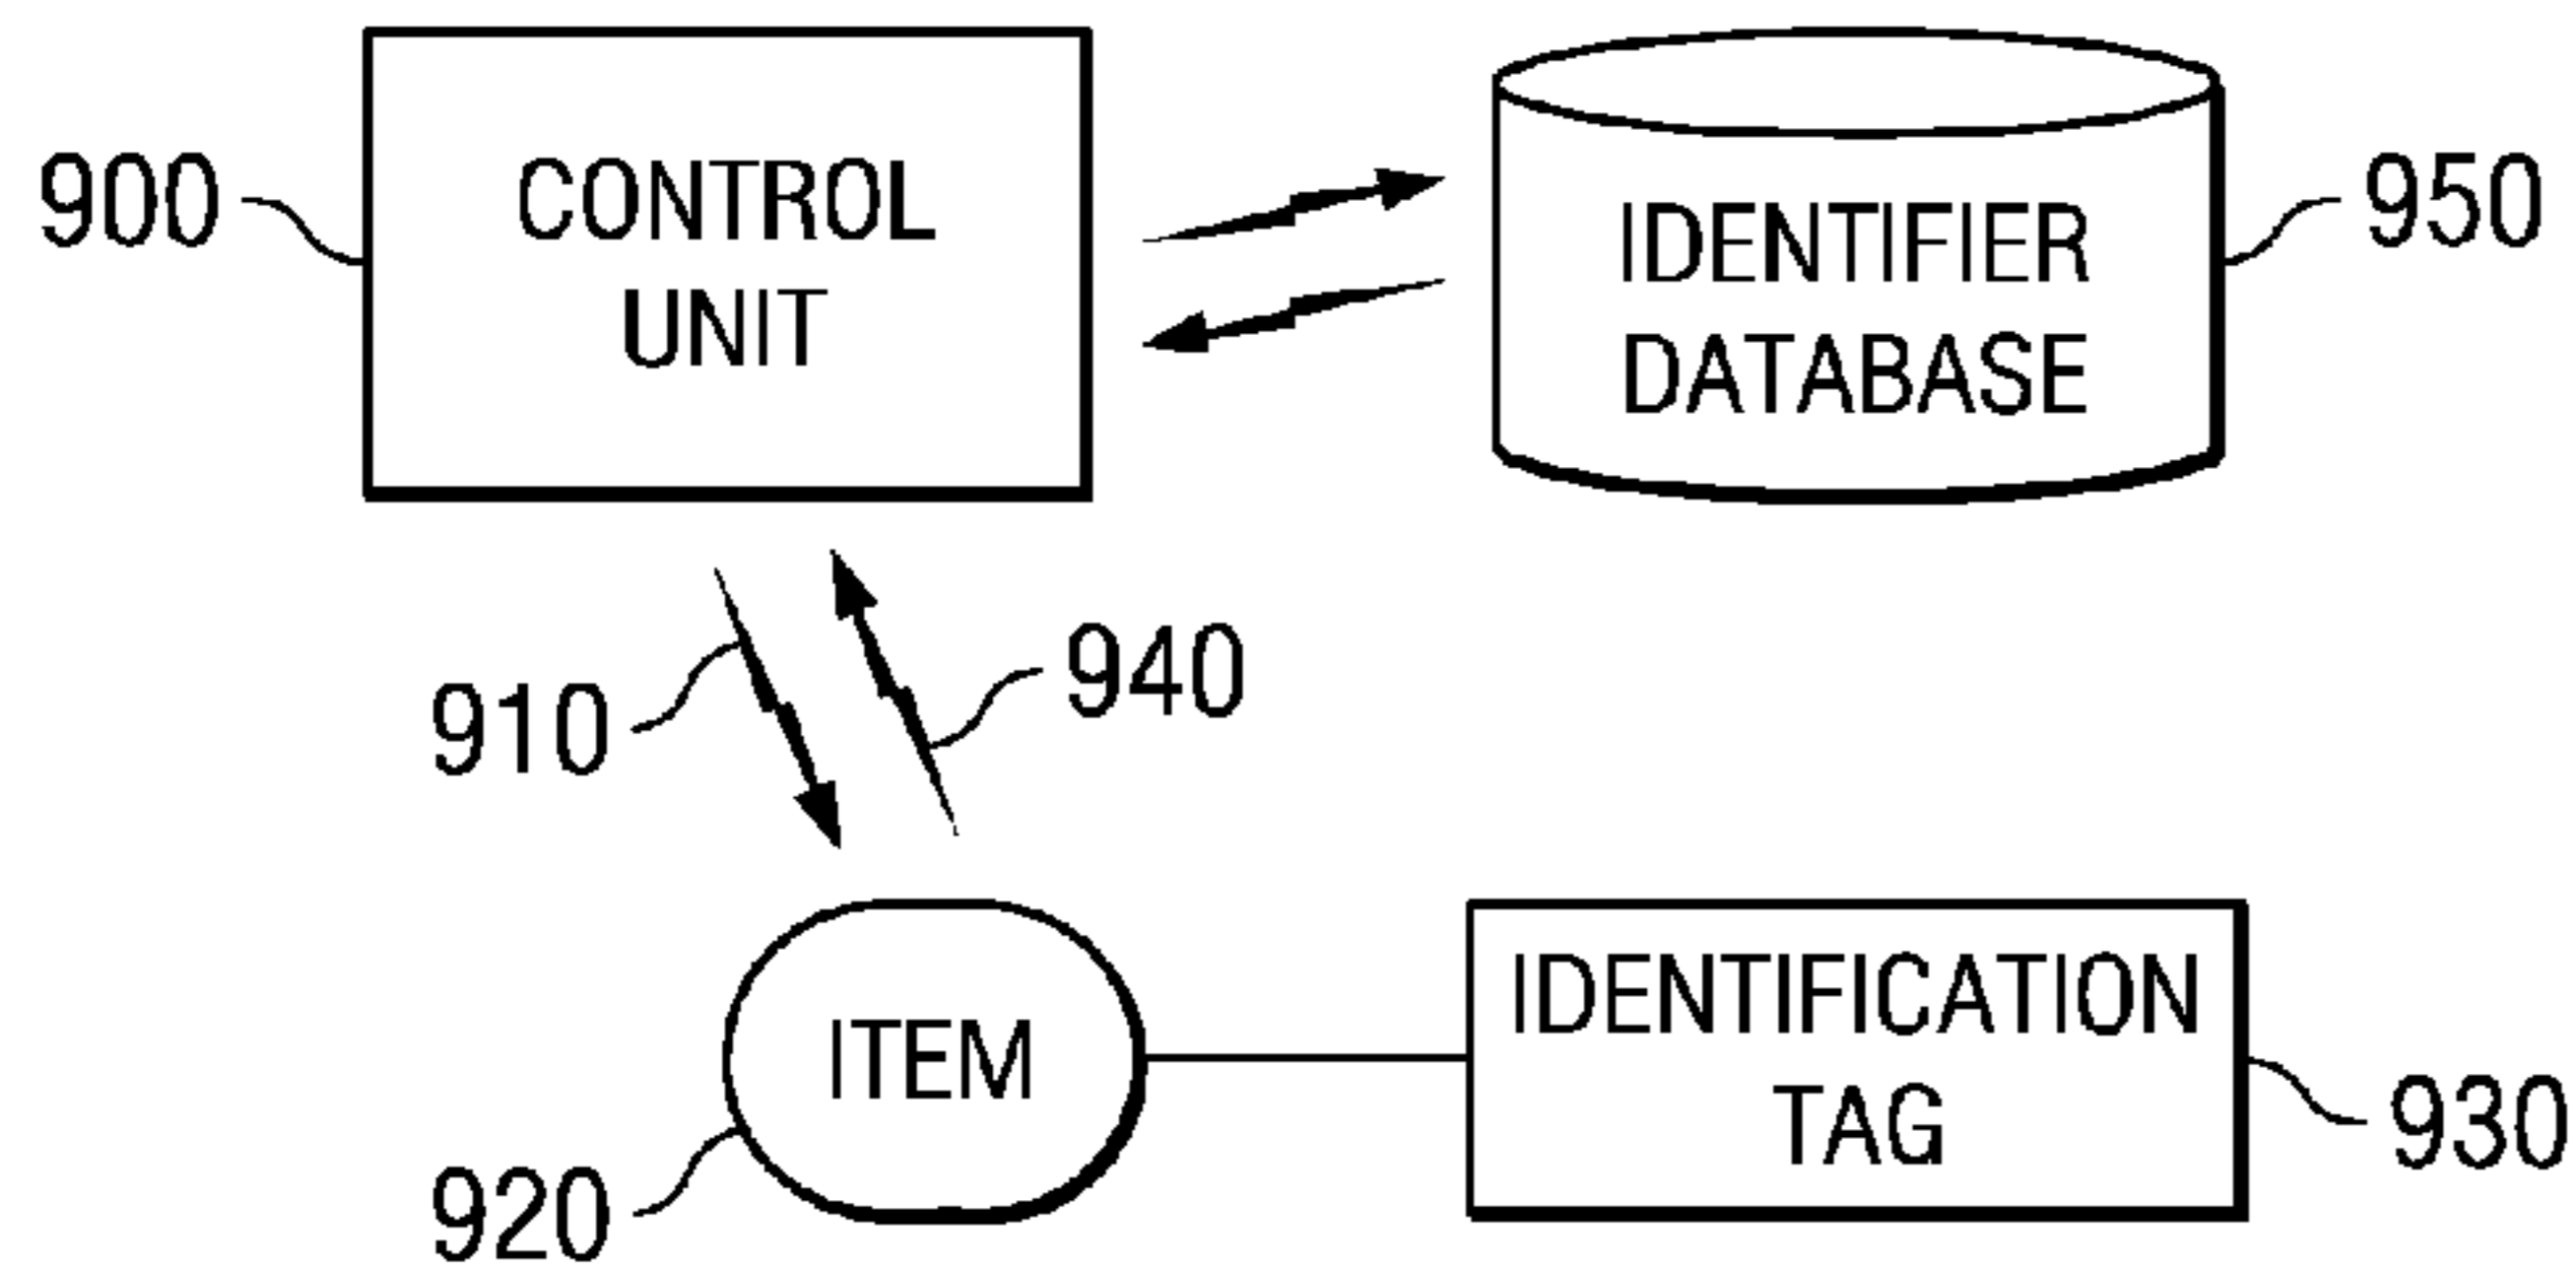 900
CONTROL
UNIT
IDENTIFIER
DATABASE
950
910
940
ITEM
920
IDENTIFICATION
TAG
930